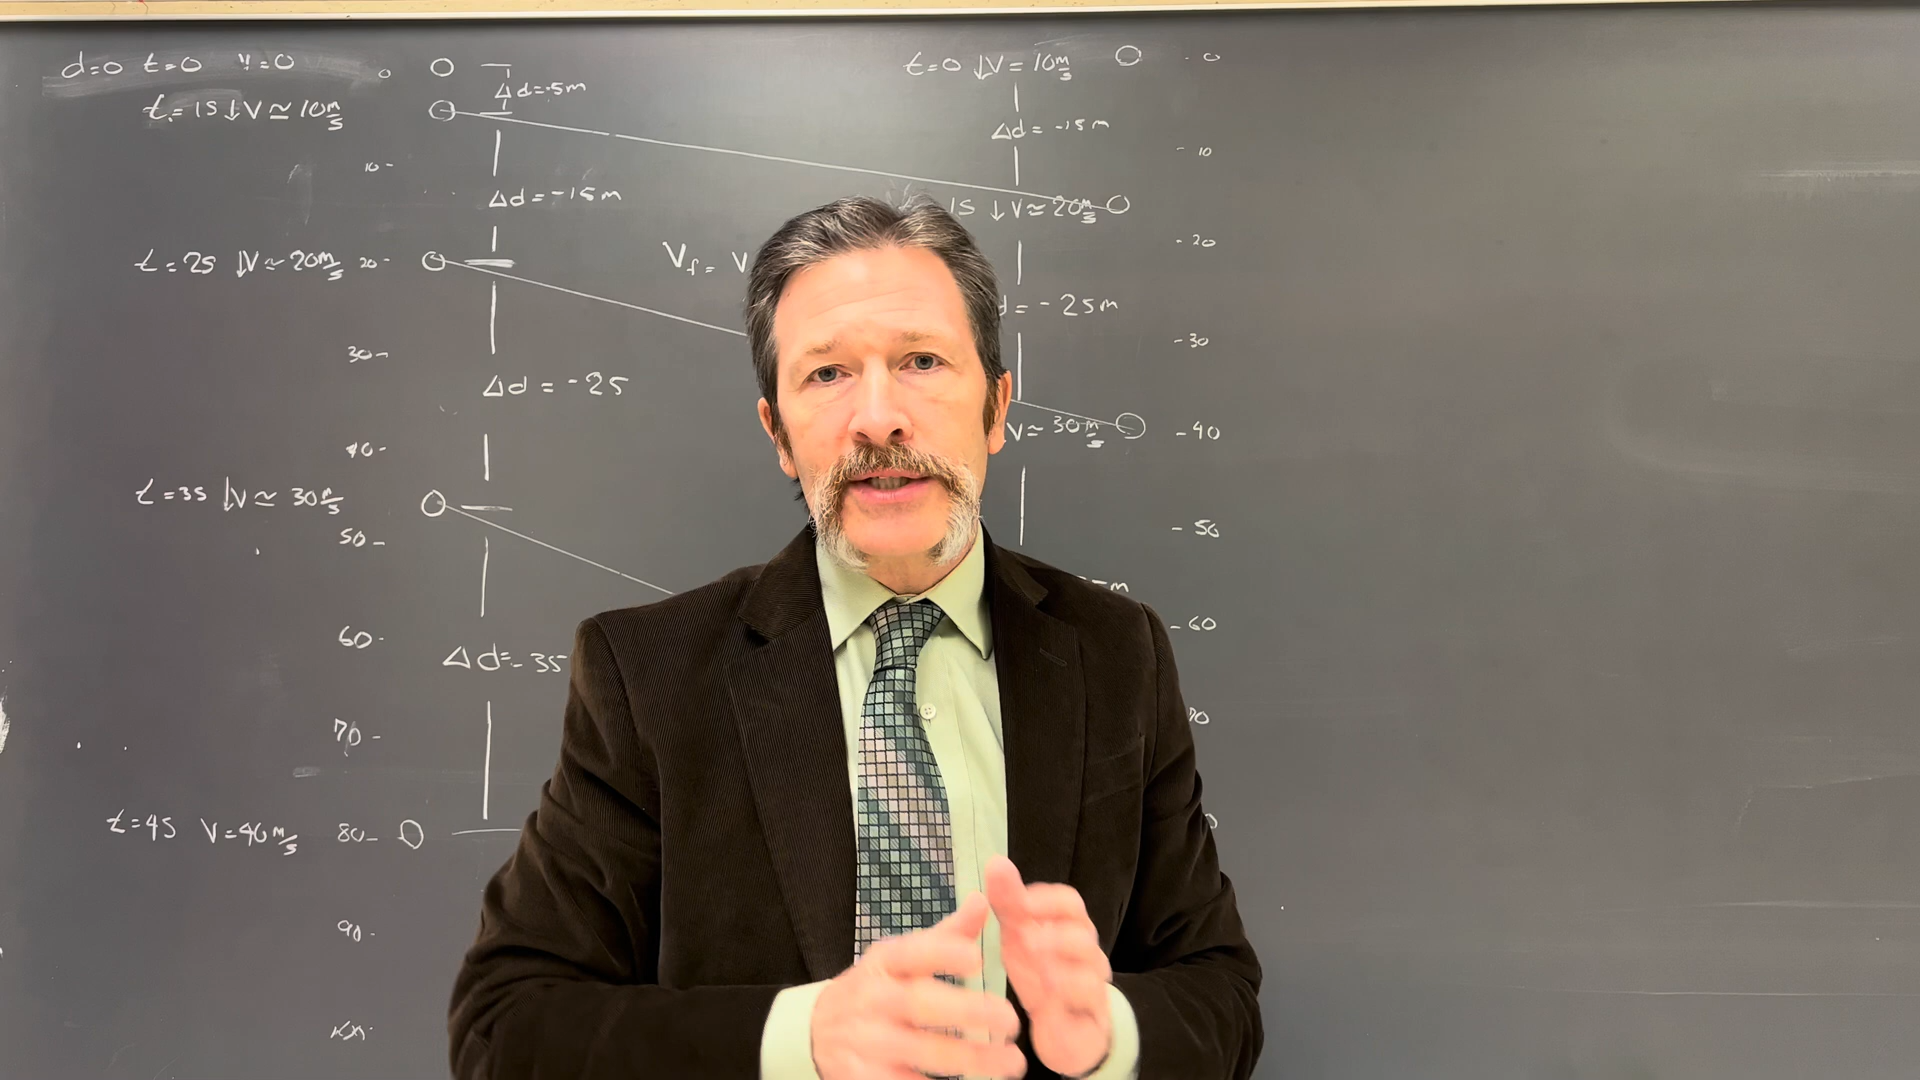 d=0 t=0 V=0
0
Δd=-5m
t=1S ↓V≃10m/s
10-
Δd=-15m
t=2S ↓V≃20m/s 20-
Vf= V
30-
Δd = -25
40-
t=3S ↓V≃30m/s
50-
60-
Δd=-35
70-
t=4S V=40m/s 80-
90-
t=0 ↓V=10m/s
- 0
Δd= -15m
- 10
1S ↓V≃20m/s
- 20
d= -25m
- 30
V≃30m/s
- 40
- 50
m
- 60
70